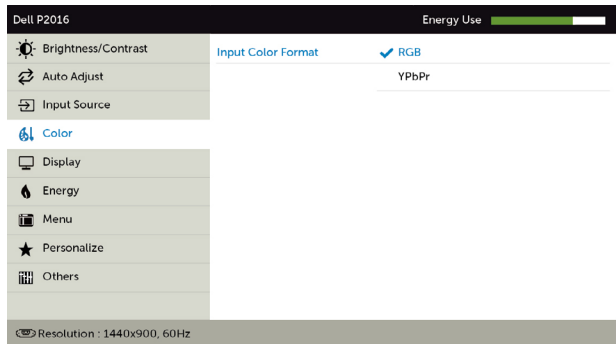 Dell P2016
Energy Use
Brightness/Contrast
Input Color Format
RGB
Auto Adjust
YPbPr
Input Source
Color
Display
Energy
Menu
Personalize
Others
Resolution : 1440x900, 60Hz